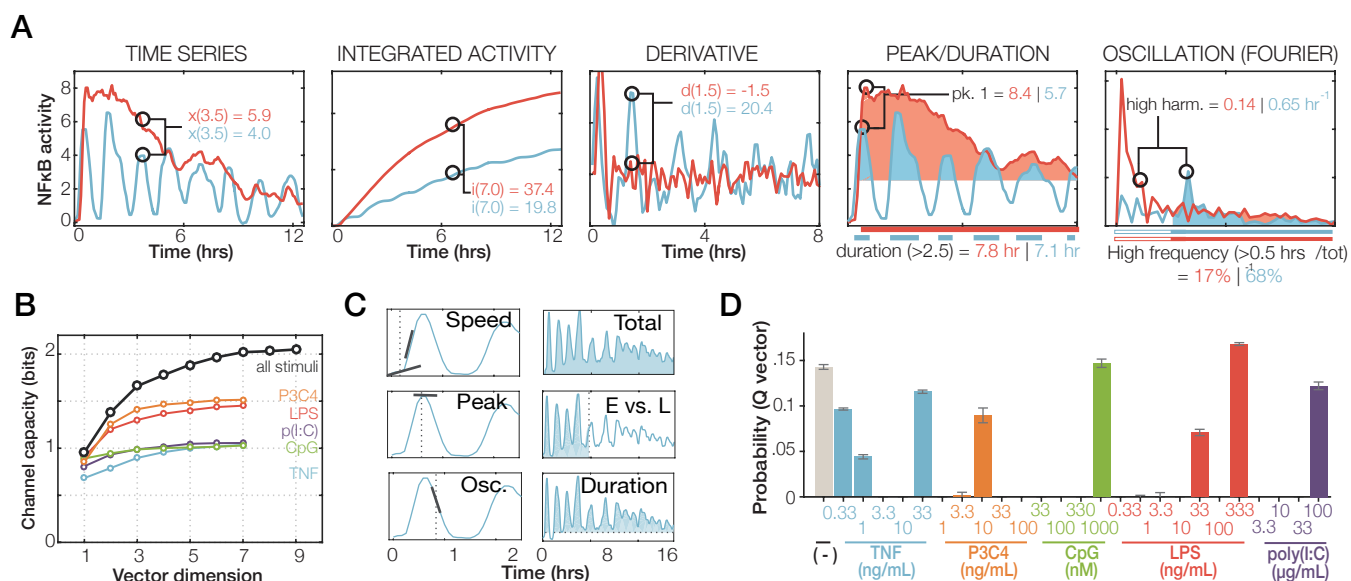 A
TIME SERIES
INTEGRATED ACTIVITY
DERIVATIVE
PEAK/DURATION
OSCILLATION (FOURIER)
NFκB activity
8
6
4
2
0
x(3.5) = 5.9
x(3.5) = 4.0
0 6 12
Time (hrs)
i(7.0) = 37.4
i(7.0) = 19.8
0 6 12
Time (hrs)
d(1.5) = -1.5
d(1.5) = 20.4
0 4 8
Time (hrs)
pk. 1 = 8.4 | 5.7
duration (>2.5) = 7.8 hr | 7.1 hr
high harm. = 0.14 | 0.65 hr -1
High frequency (>0.5 hrs /tot)
-1
= 17% | 68%
B
Channel capacity (bits)
2
1
0
all stimuli
P3C4
LPS
p(I:C)
CpG
TNF
1 3 5 7 9
Vector dimension
C
Speed
Total
Peak
E vs. L
Osc.
Duration
0 1 2
0 8 16
Time (hrs)
D
Probability (Q vector)
.15
0.1
.05
0
0.33 3.3 33 3.3 33 33 330 0.33 3.3 33 333 10 100
1 10 1 10 100 100 1000 1 10 100 3.3 33
(-)
TNF
(ng/mL)
P3C4
(ng/mL)
CpG
(nM)
LPS
(ng/mL)
poly(I:C)
(µg/mL)